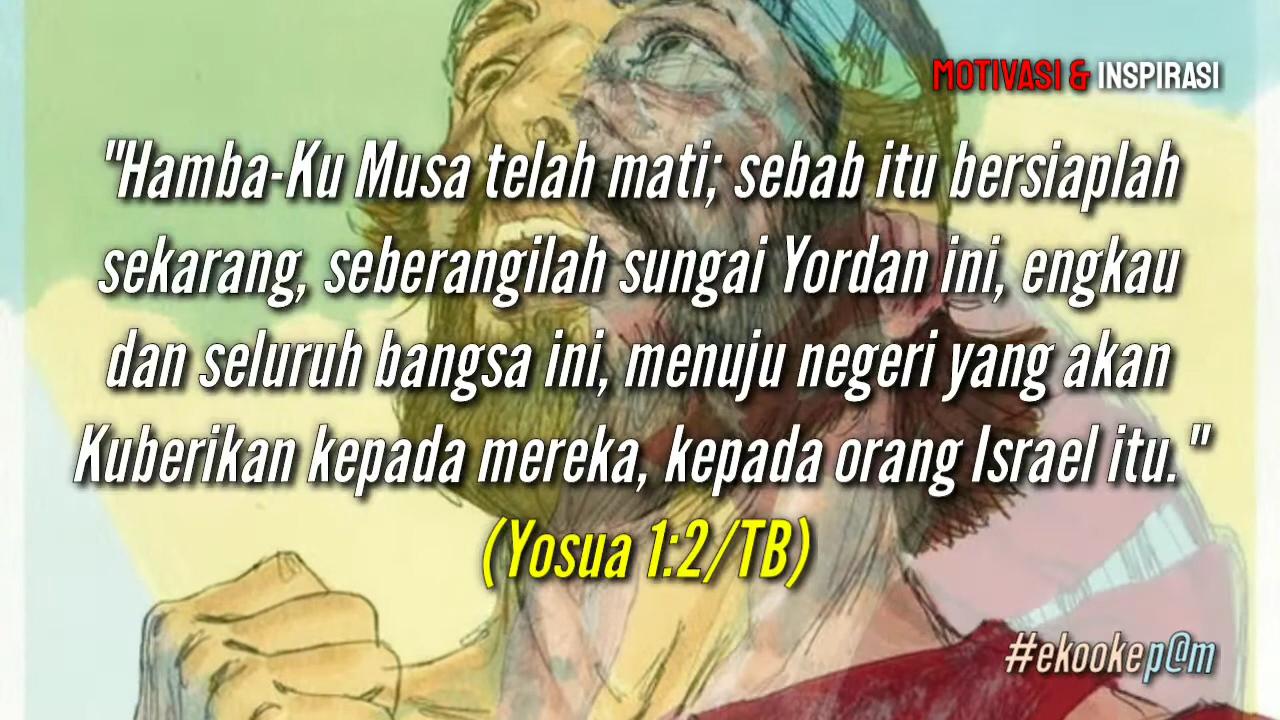 MOTIVASI & INSPIRASI
"Hamba-Ku Musa telah mati; sebab itu bersiaplah
sekarang, seberangilah sungai Yordan ini, engkau
dan seluruh bangsa ini, menuju negeri yang akan
Kuberikan kepada mereka, kepada orang Israel itu."
(Yosua 1:2/TB)
#ekookep@m